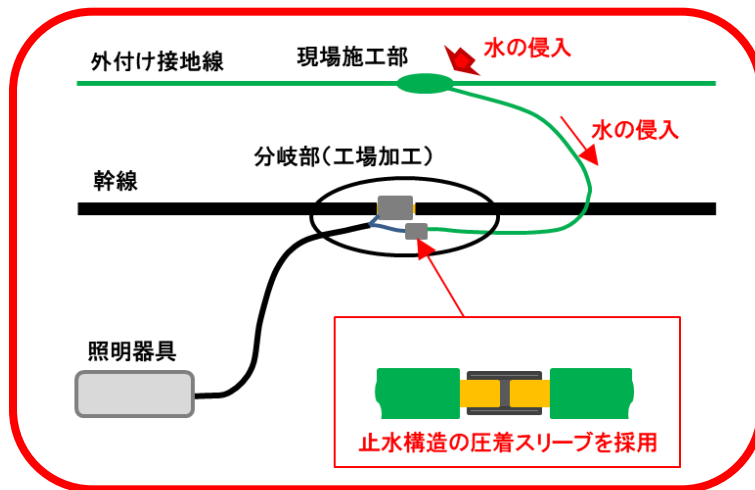 水の侵入
現場施工部
外付け接地線
水の侵入
分岐部（工場加工）
幹線
照明器具
止水構造の圧着スリーブを採用